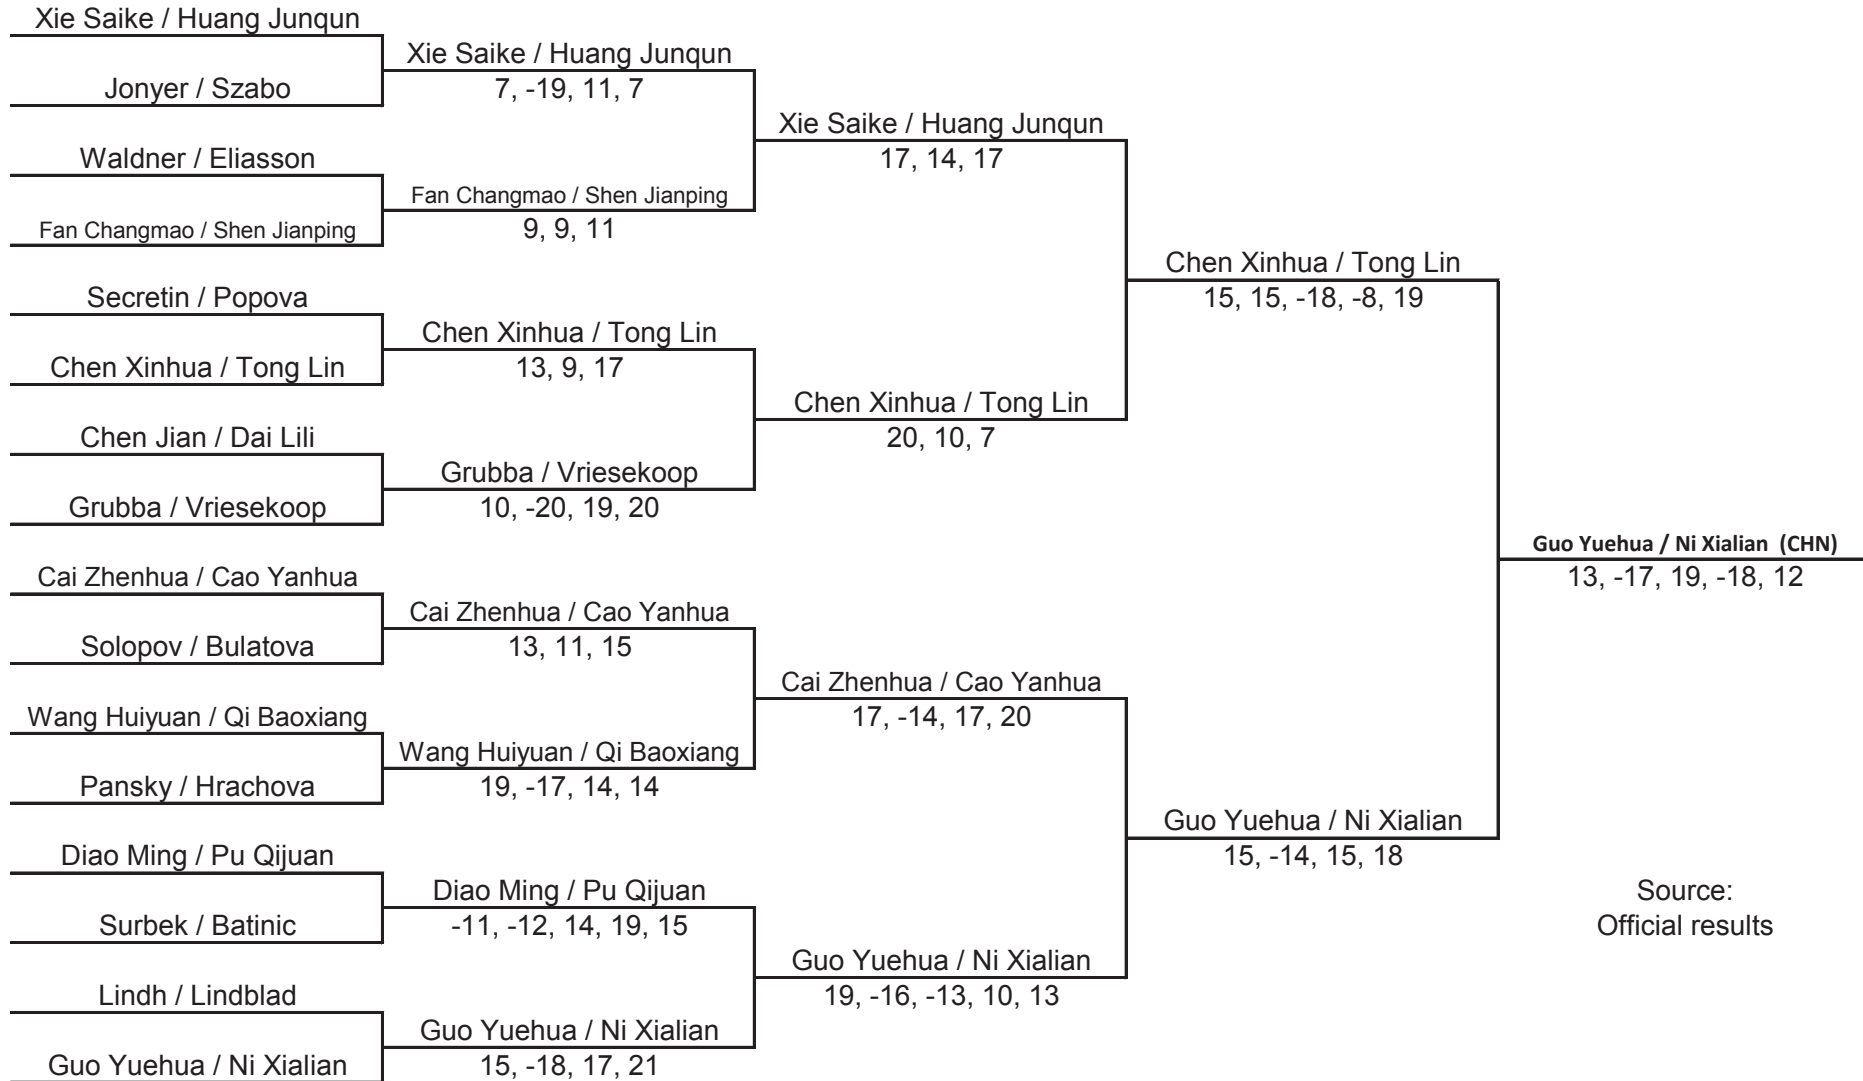 Xie Saike / Huang Junqun
Jonyer / Szabo
Waldner / Eliasson
Fan Changmao / Shen Jianping
Secretin / Popova
Chen Xinhua / Tong Lin
Chen Jian / Dai Lili
Grubba / Vriesekoop
Cai Zhenhua / Cao Yanhua
Solopov / Bulatova
Wang Huiyuan / Qi Baoxiang
Pansky / Hrachova
Diao Ming / Pu Qijuan
Surbek / Batinic
Lindh / Lindblad
Guo Yuehua / Ni Xialian
Xie Saike / Huang Junqun
7, -19, 11, 7
Fan Changmao / Shen Jianping
9, 9, 11
Chen Xinhua / Tong Lin
13, 9, 17
Grubba / Vriesekoop
10, -20, 19, 20
Cai Zhenhua / Cao Yanhua
13, 11, 15
Wang Huiyuan / Qi Baoxiang
19, -17, 14, 14
Diao Ming / Pu Qijuan
-11, -12, 14, 19, 15
Guo Yuehua / Ni Xialian
15, -18, 17, 21
Xie Saike / Huang Junqun
17, 14, 17
Chen Xinhua / Tong Lin
20, 10, 7
Cai Zhenhua / Cao Yanhua
17, -14, 17, 20
Guo Yuehua / Ni Xialian
19, -16, -13, 10, 13
Chen Xinhua / Tong Lin
15, 15, -18, -8, 19
Guo Yuehua / Ni Xialian
15, -14, 15, 18
Guo Yuehua / Ni Xialian (CHN)
13, -17, 19, -18, 12
Source:
Official results